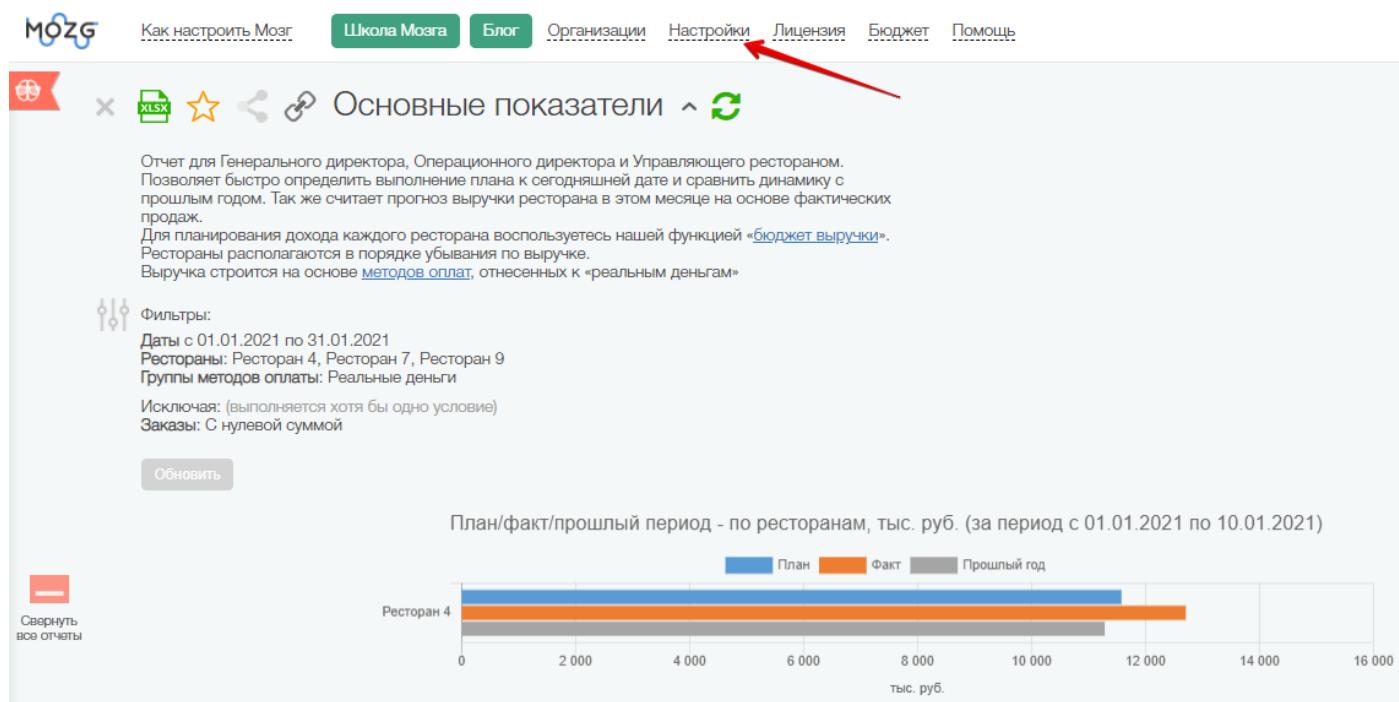 MOZG
Как настроить Мозг
Школа Мозга
Блог
Организации
Настройки
Лицензия
Бюджет
Помощь
XLSX
Основные показатели
Отчет для Генерального директора, Операционного директора и Управляющего рестораном.
Позволяет быстро определить выполнение плана к сегодняшней дате и сравнить динамику с
прошлым годом. Так же считает прогноз выручки ресторана в этом месяце на основе фактических
продаж.
Для планирования дохода каждого ресторана воспользуетесь нашей функцией «бюджет выручки».
Рестораны располагаются в порядке убывания по выручке.
Выручка строится на основе методов оплат, отнесенных к «реальным деньгам»
Фильтры:
Даты с 01.01.2021 по 31.01.2021
Рестораны: Ресторан 4, Ресторан 7, Ресторан 9
Группы методов оплаты: Реальные деньги
Исключая: (выполняется хотя бы одно условие)
Заказы: С нулевой суммой
Обновить
План/факт/прошлый период - по ресторанам, тыс. руб. (за период с 01.01.2021 по 10.01.2021)
План
Факт
Прошлый год
Ресторан 4
Свернуть
все отчеты
0 2 000 4 000 6 000 8 000 10 000 12 000 14 000 16 000
тыс. руб.